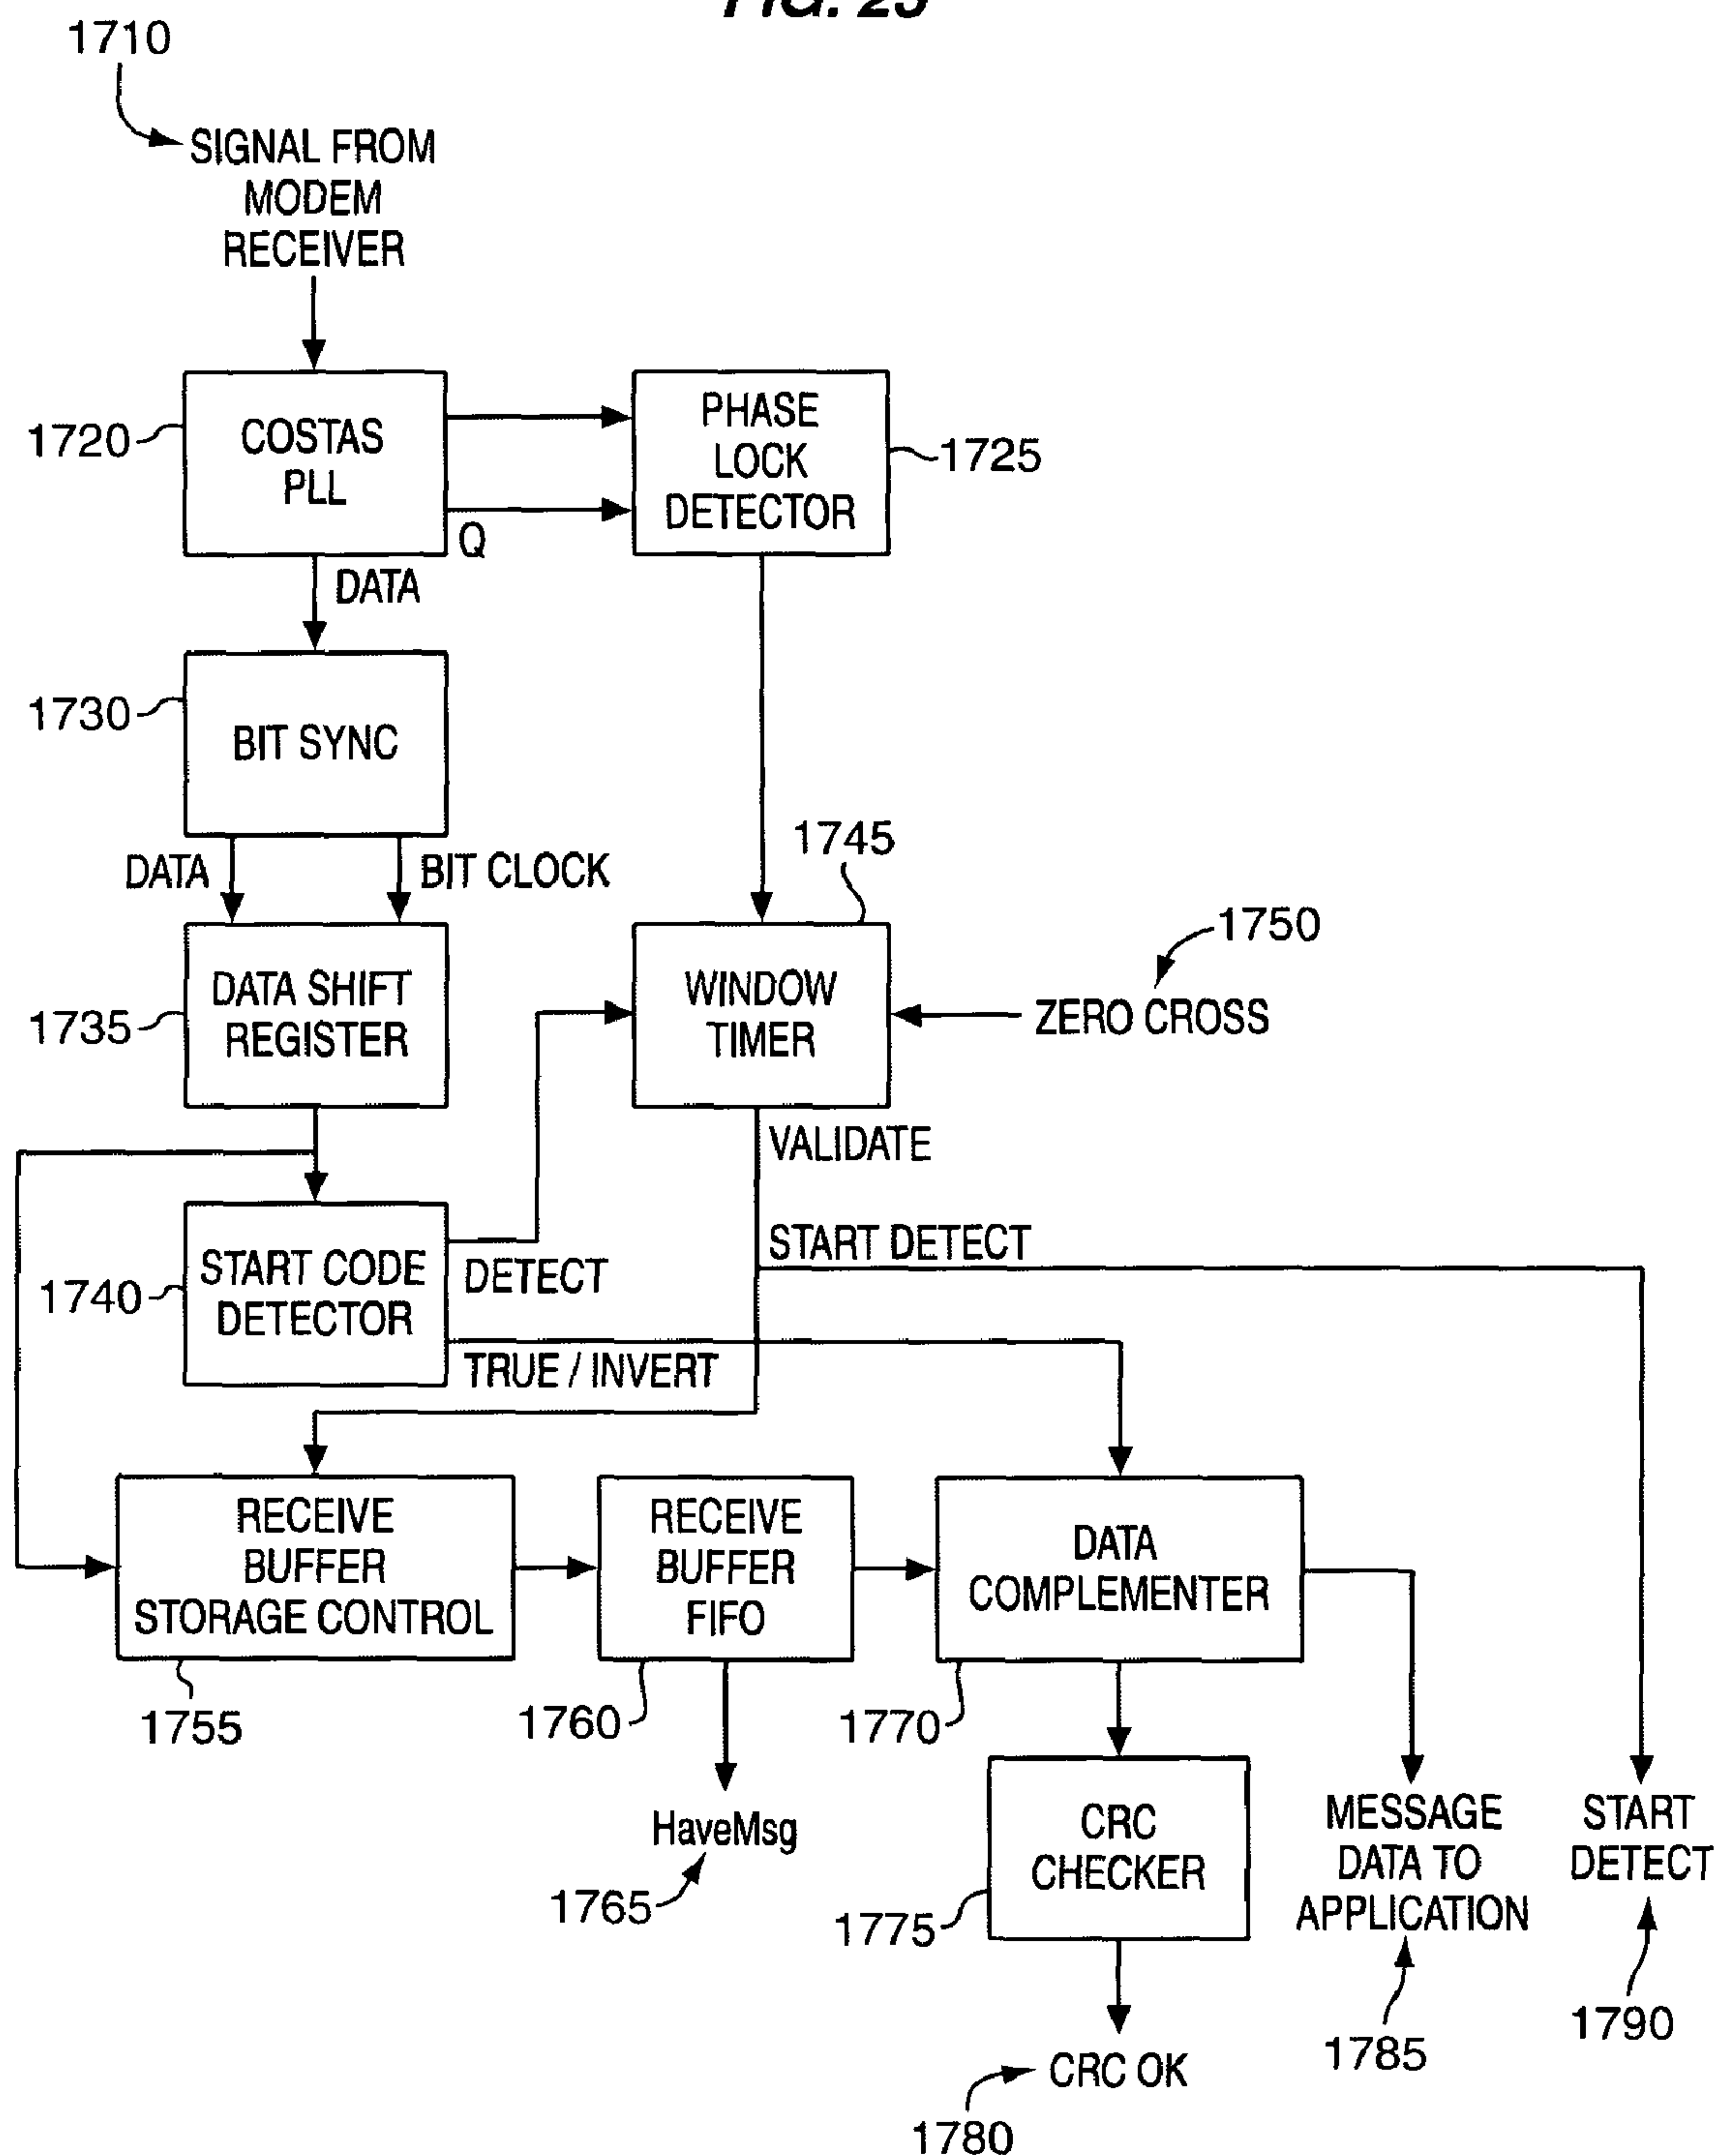 FIG. 23
1710
SIGNAL FROM
MODEM
RECEIVER
1720
COSTAS
PLL
PHASE
LOCK
DETECTOR
1725
Q
DATA
1730
BIT SYNC
DATA
BIT CLOCK
1745
1750
1735
DATA SHIFT
REGISTER
WINDOW
TIMER
ZERO CROSS
VALIDATE
START DETECT
1740
START CODE
DETECTOR
DETECT
TRUE / INVERT
RECEIVE
BUFFER
STORAGE CONTROL
RECEIVE
BUFFER
FIFO
DATA
COMPLEMENTER
1755
1760
1770
HaveMsg
1765
CRC
CHECKER
1775
MESSAGE
DATA TO
APPLICATION
START
DETECT
1785
1790
CRC OK
1780